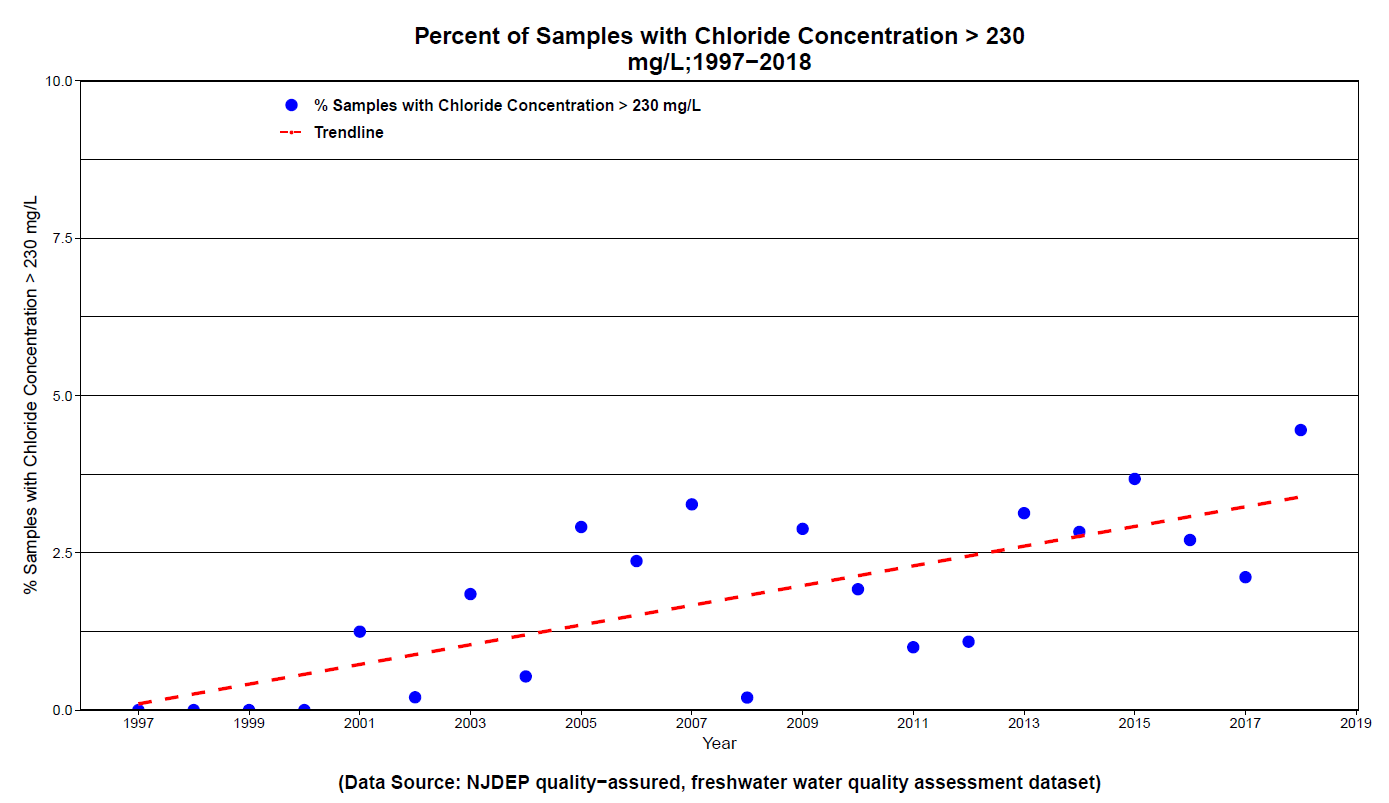 Percent of Samples with Chloride Concentration > 230
mg/L;1997−2018
% Samples with Chloride Concentration > 230 mg/L
Trendline
% Samples with Chloride Concentration > 230 mg/L
10.0
7.5
5.0
2.5
0.0
1997 1999 2001 2003 2005 2007 2009 2011 2013 2015 2017 2019
Year
(Data Source: NJDEP quality−assured, freshwater water quality assessment dataset)